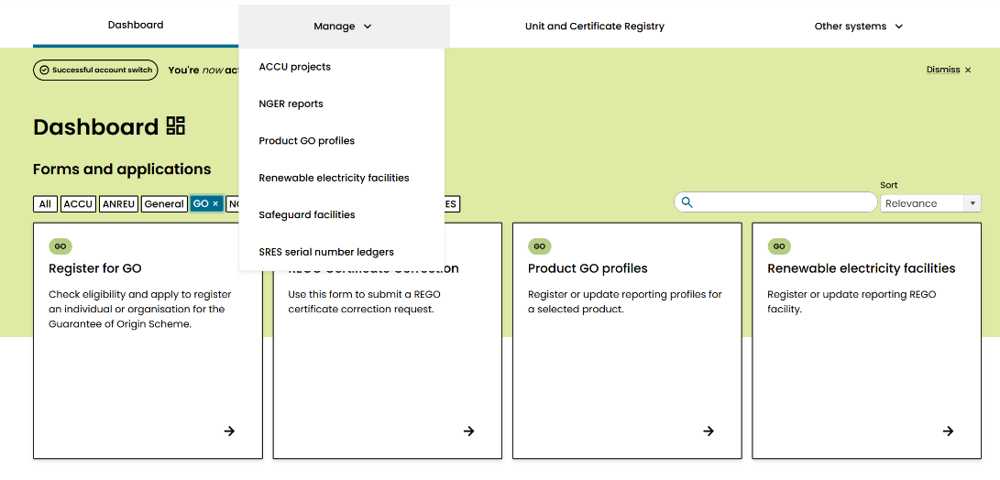 Dashboard
Manage
Unit and Certificate Registry
Other systems
Successful account switch
You're now ac
Dismiss ×
ACCU projects
NGER reports
Product GO profiles
Renewable electricity facilities
Safeguard facilities
SRES serial number ledgers
Dashboard
Forms and applications
All
ACCU
ANREU
General
GO ×
ES
Sort
Relevance
GO
Register for GO
Check eligibility and apply to register
an individual or organisation for the
Guarantee of Origin Scheme.
REGO Certificate Correction
Use this form to submit a REGO
certificate correction request.
GO
Product GO profiles
Register or update reporting profiles for
a selected product.
GO
Renewable electricity facilities
Register or update reporting REGO
facility.